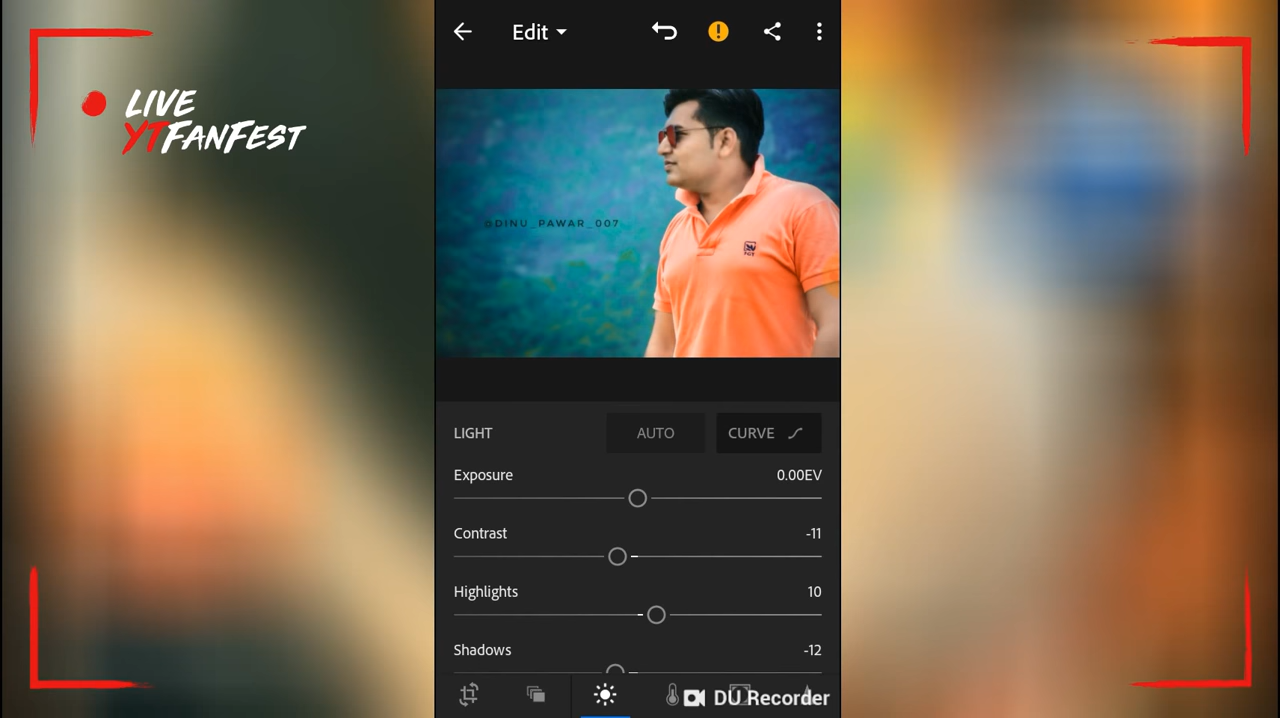 LIVE
YTFANFEST
Edit
©DINU_PAWAR_007
LIGHT
AUTO
CURVE
Exposure
0.00EV
Contrast
-11
Highlights
10
Shadows
-12
DU Recorder